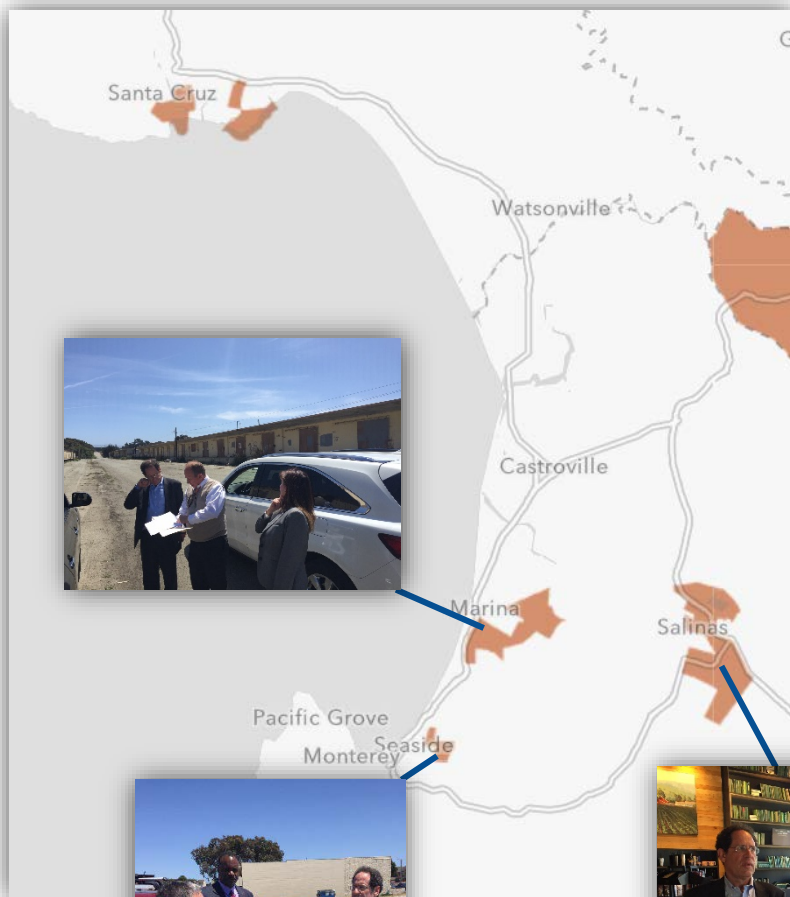 Santa Cruz
G
Watsonville
Castroville
Marina
Salinas
Pacific Grove
Seaside
Monterey